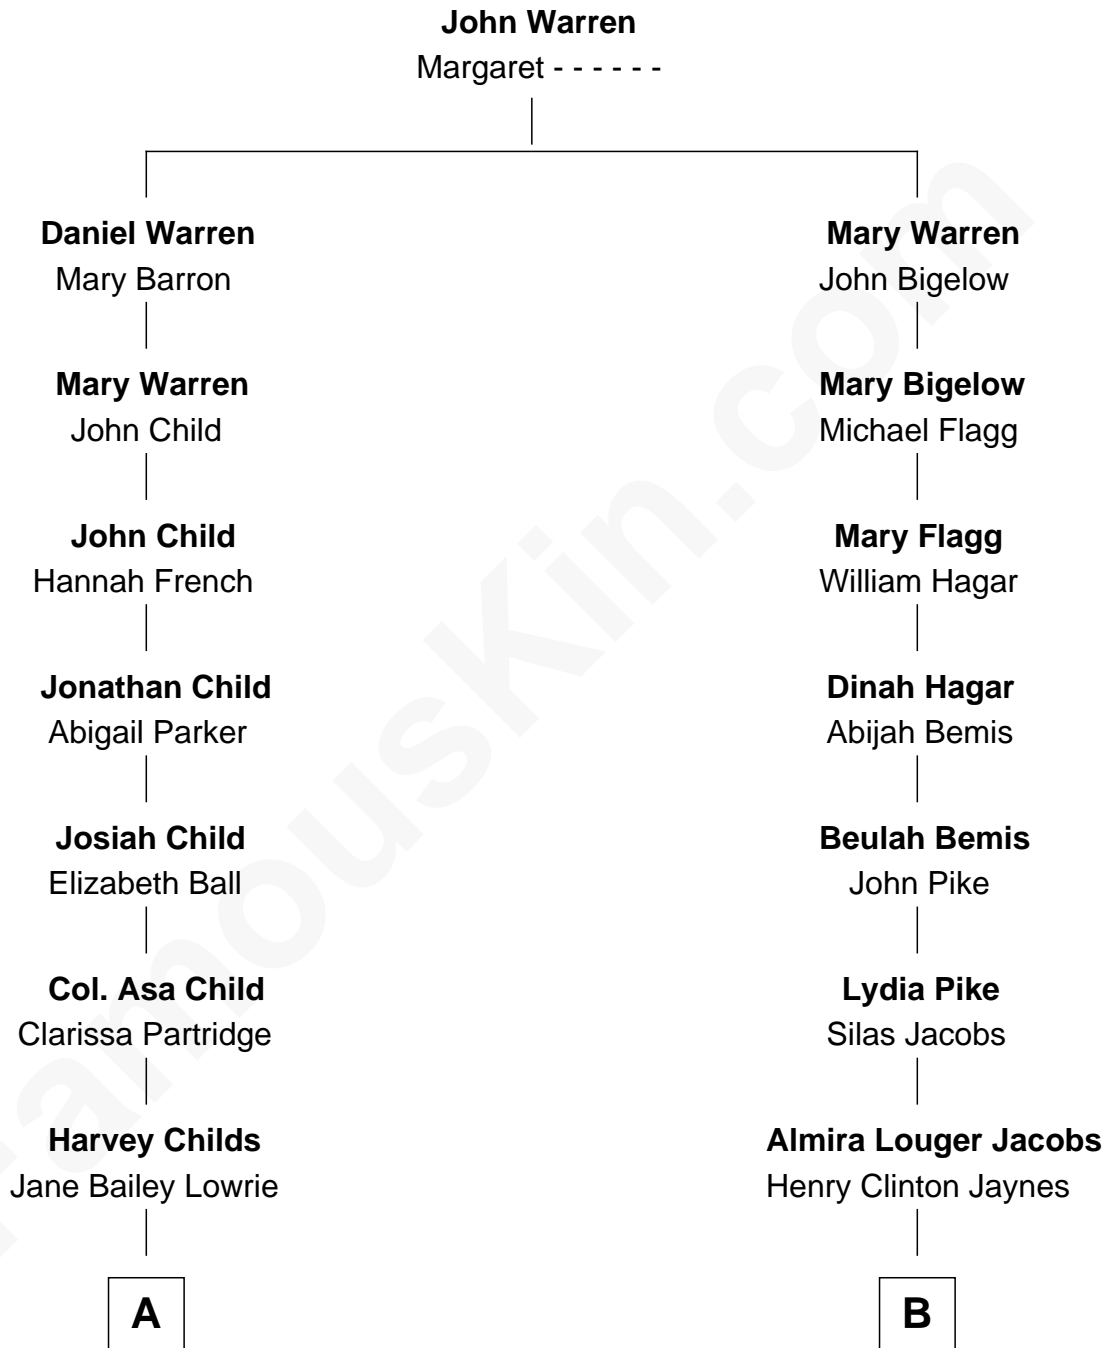 John Warren
Margaret - - - - - -
Daniel Warren
Mary Barron
Mary Warren
John Bigelow
Mary Warren
John Child
Mary Bigelow
Michael Flagg
John Child
Hannah French
Mary Flagg
William Hagar
Jonathan Child
Abigail Parker
Dinah Hagar
Abijah Bemis
Josiah Child
Elizabeth Ball
Beulah Bemis
John Pike
Col. Asa Child
Clarissa Partridge
Lydia Pike
Silas Jacobs
Harvey Childs
Jane Bailey Lowrie
Almira Louger Jacobs
Henry Clinton Jaynes
A
B
FamousKin.com